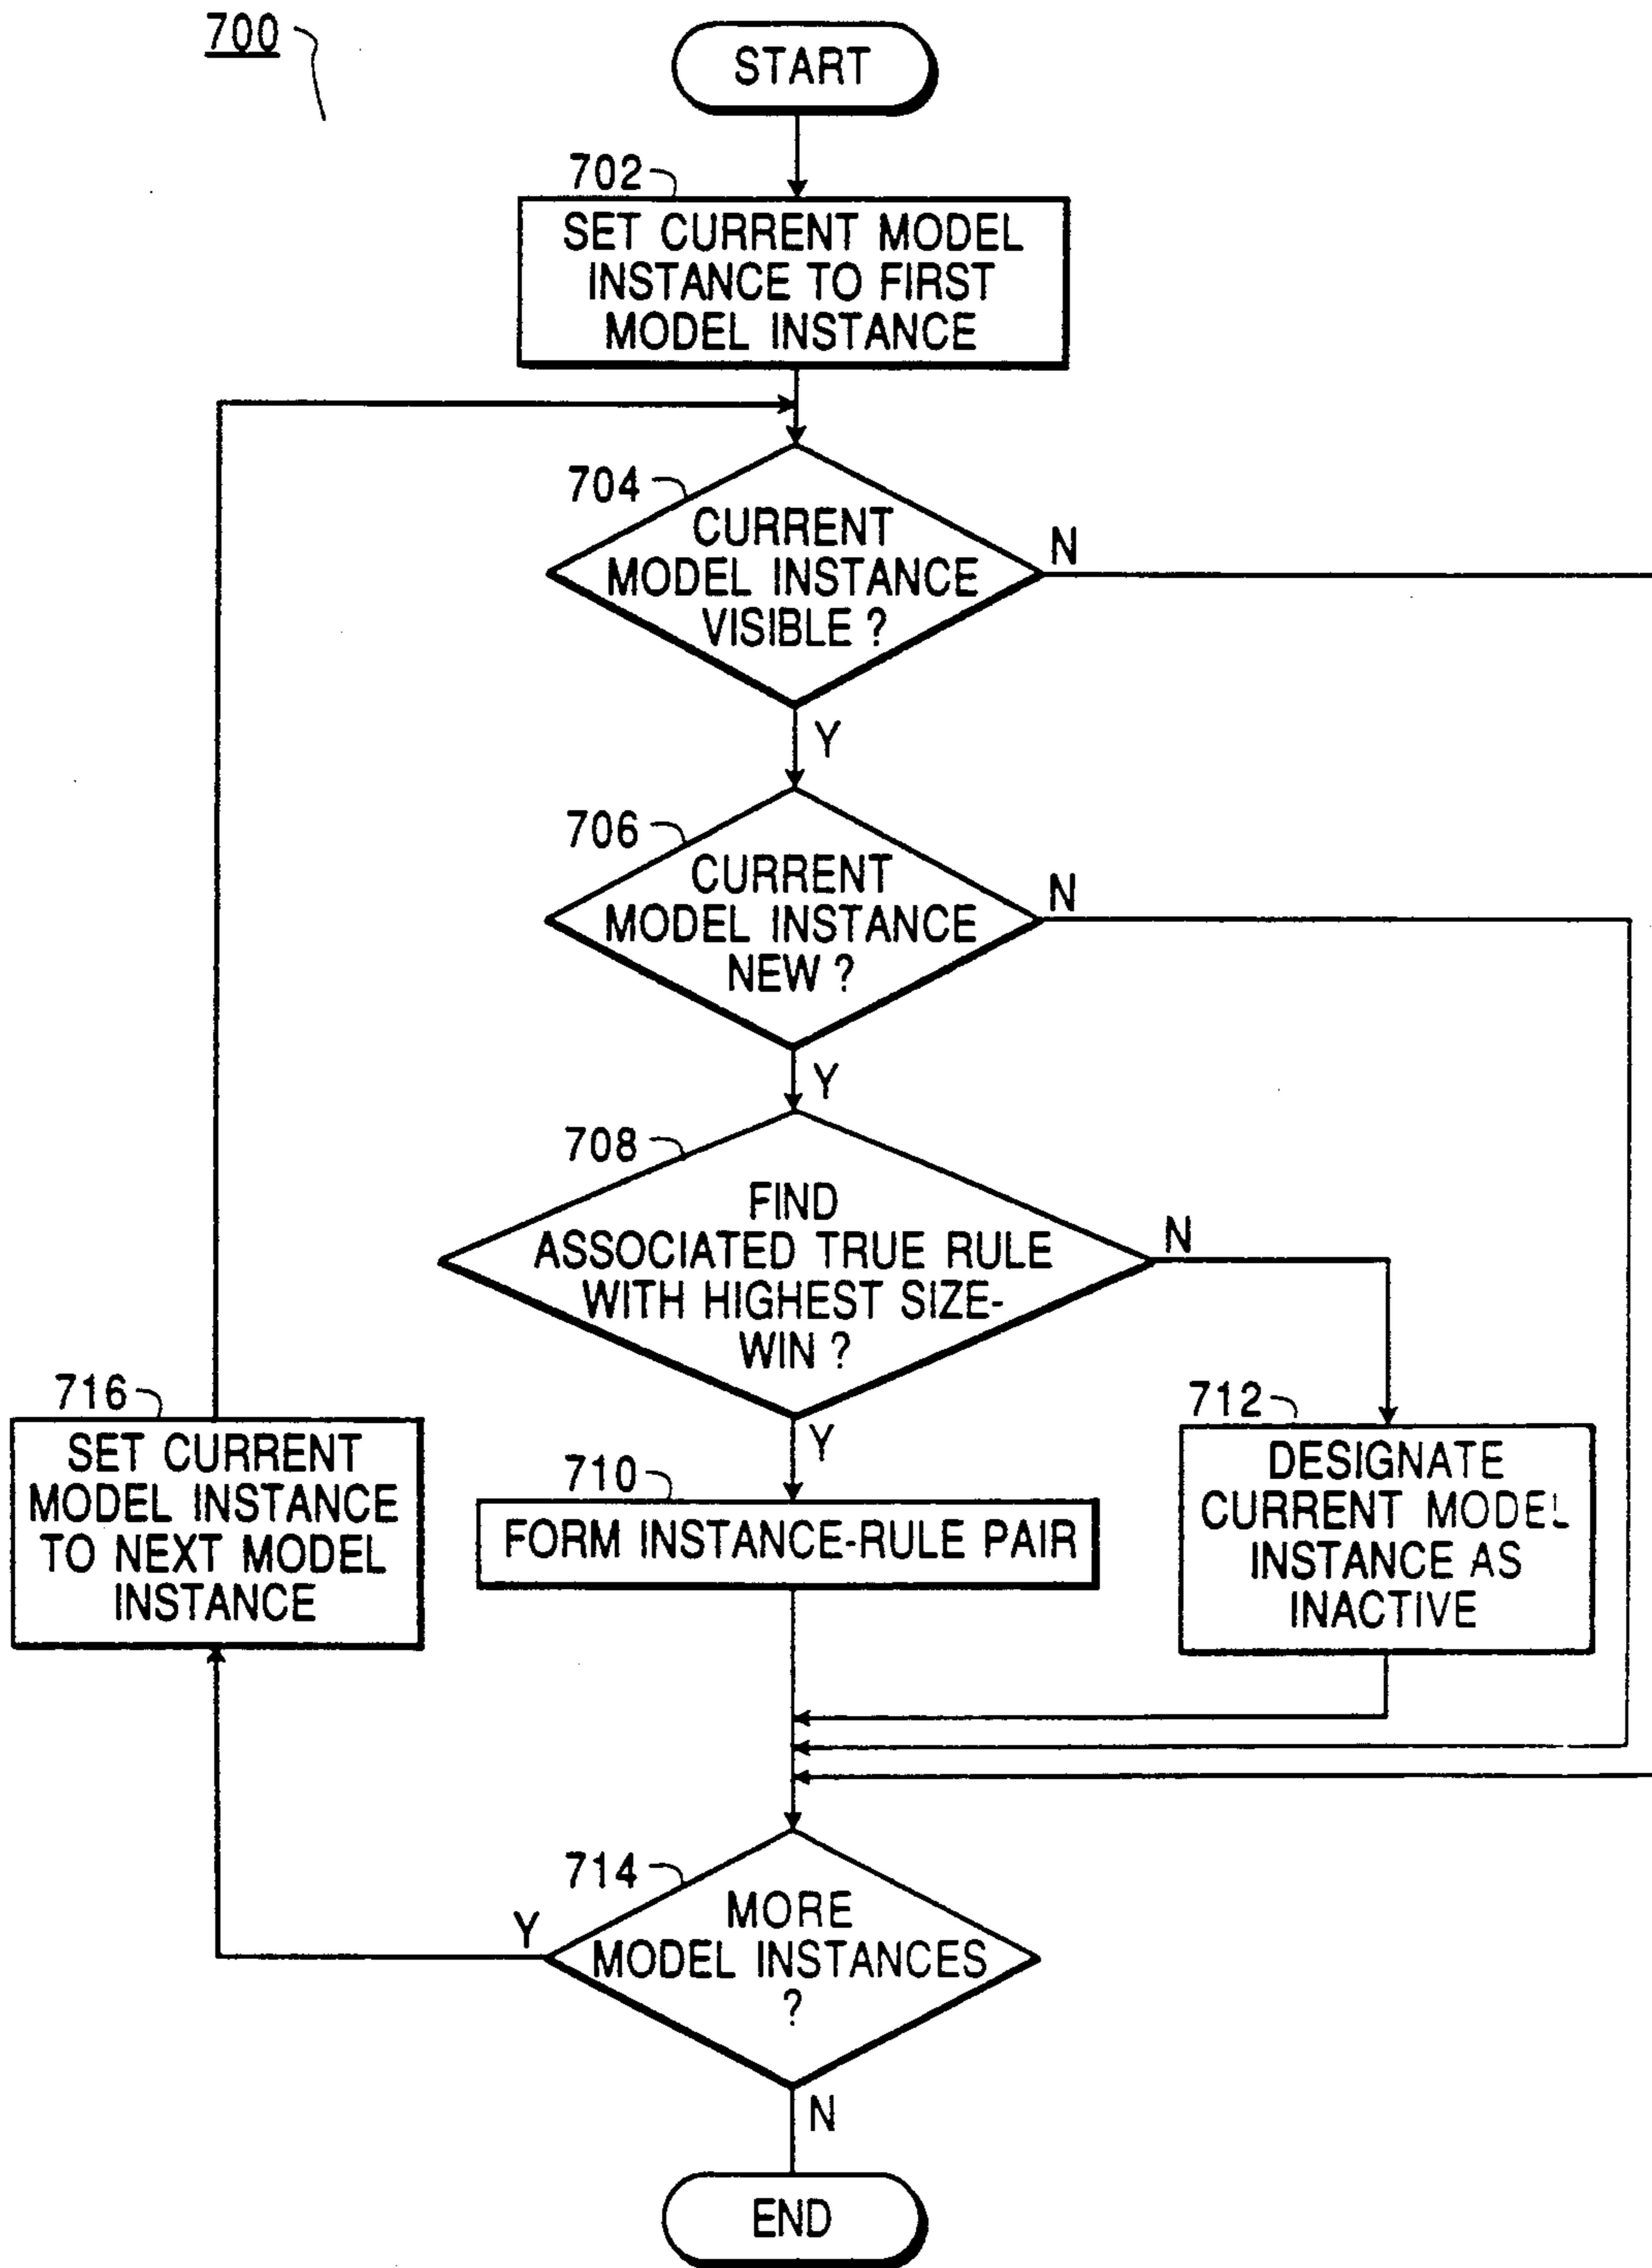 700
START
702
SET CURRENT MODEL
INSTANCE TO FIRST
MODEL INSTANCE
704
CURRENT
MODEL INSTANCE
VISIBLE ?
N
Y
706
CURRENT
MODEL INSTANCE
NEW ?
N
Y
708
FIND
ASSOCIATED TRUE RULE
WITH HIGHEST SIZE-
WIN ?
N
Y
710
FORM INSTANCE-RULE PAIR
712
DESIGNATE
CURRENT MODEL
INSTANCE AS
INACTIVE
716
SET CURRENT
MODEL INSTANCE
TO NEXT MODEL
INSTANCE
714
MORE
MODEL INSTANCES
?
Y
N
END